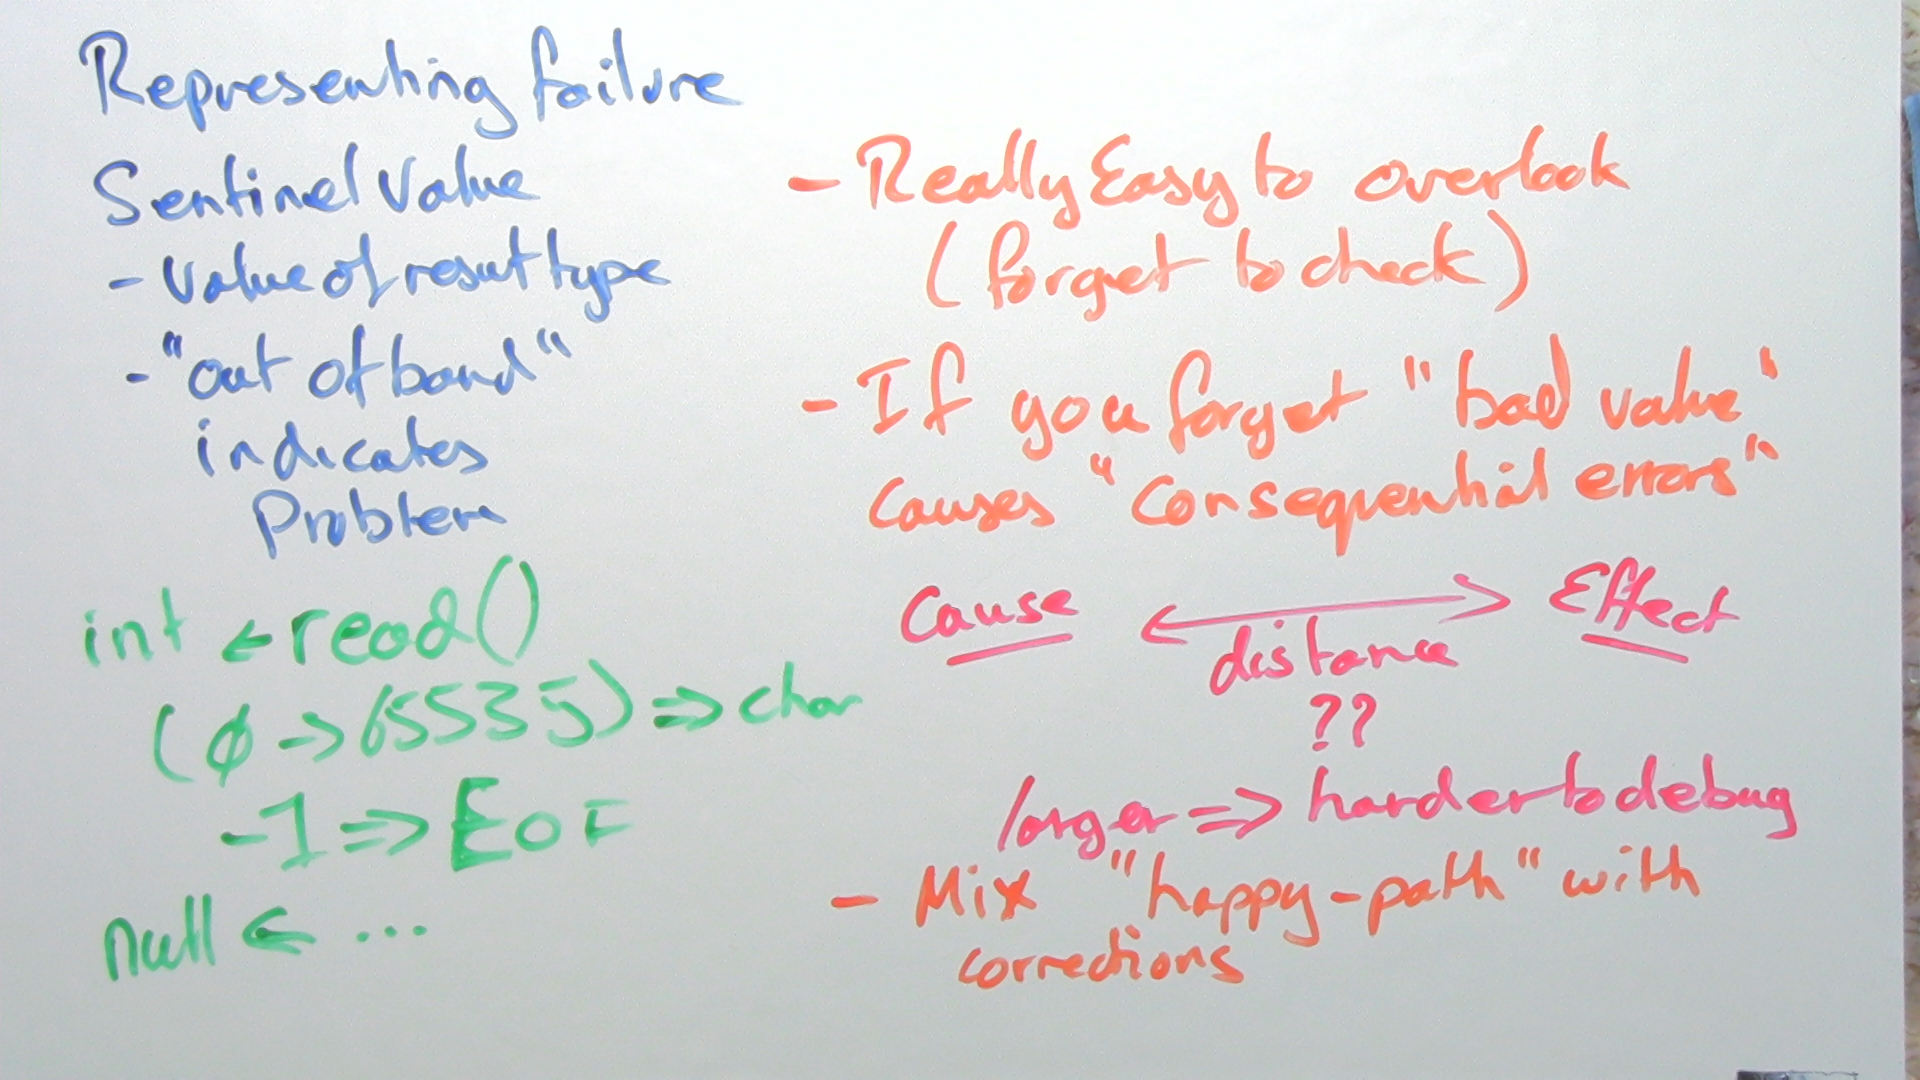 Representing failure
Sentinel Value
- Value of result type
- "out of band"
indicates
Problem
int ← read()
(0 -> 65535) => char
-1 => EOF
null ← ...
- Really Easy to overlook
(forget to check)
- If you forget "bad value"
causes "consequential errors"
Cause ↔ Effect
distance
??
larger => harder to debug
- Mix "happy-path" with
corrections